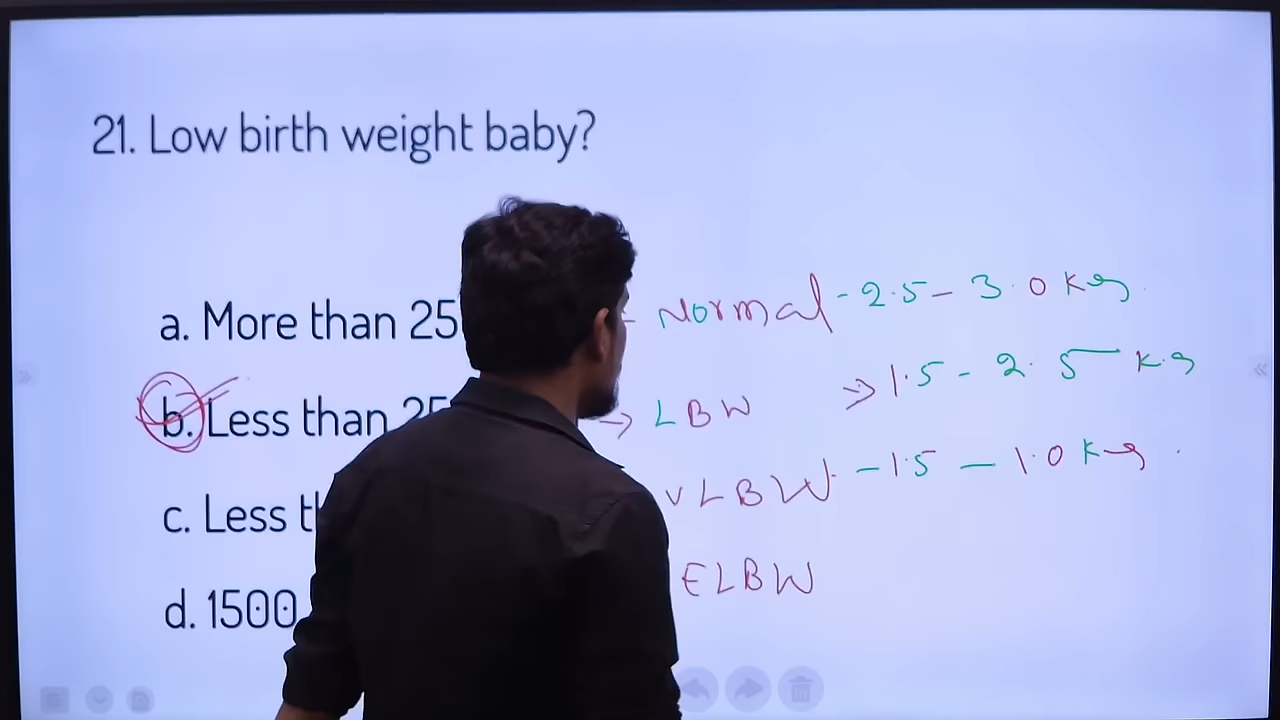 21. Low birth weight baby?
a. More than 25
Normal - 2.5 - 3.0 Kg.
b. Less than 25
→ LBW
>> 1.5 - 2.5 Kg
VLBW - 1.5 - 1.0 Kg.
c. Less
ELBW
d. 1500